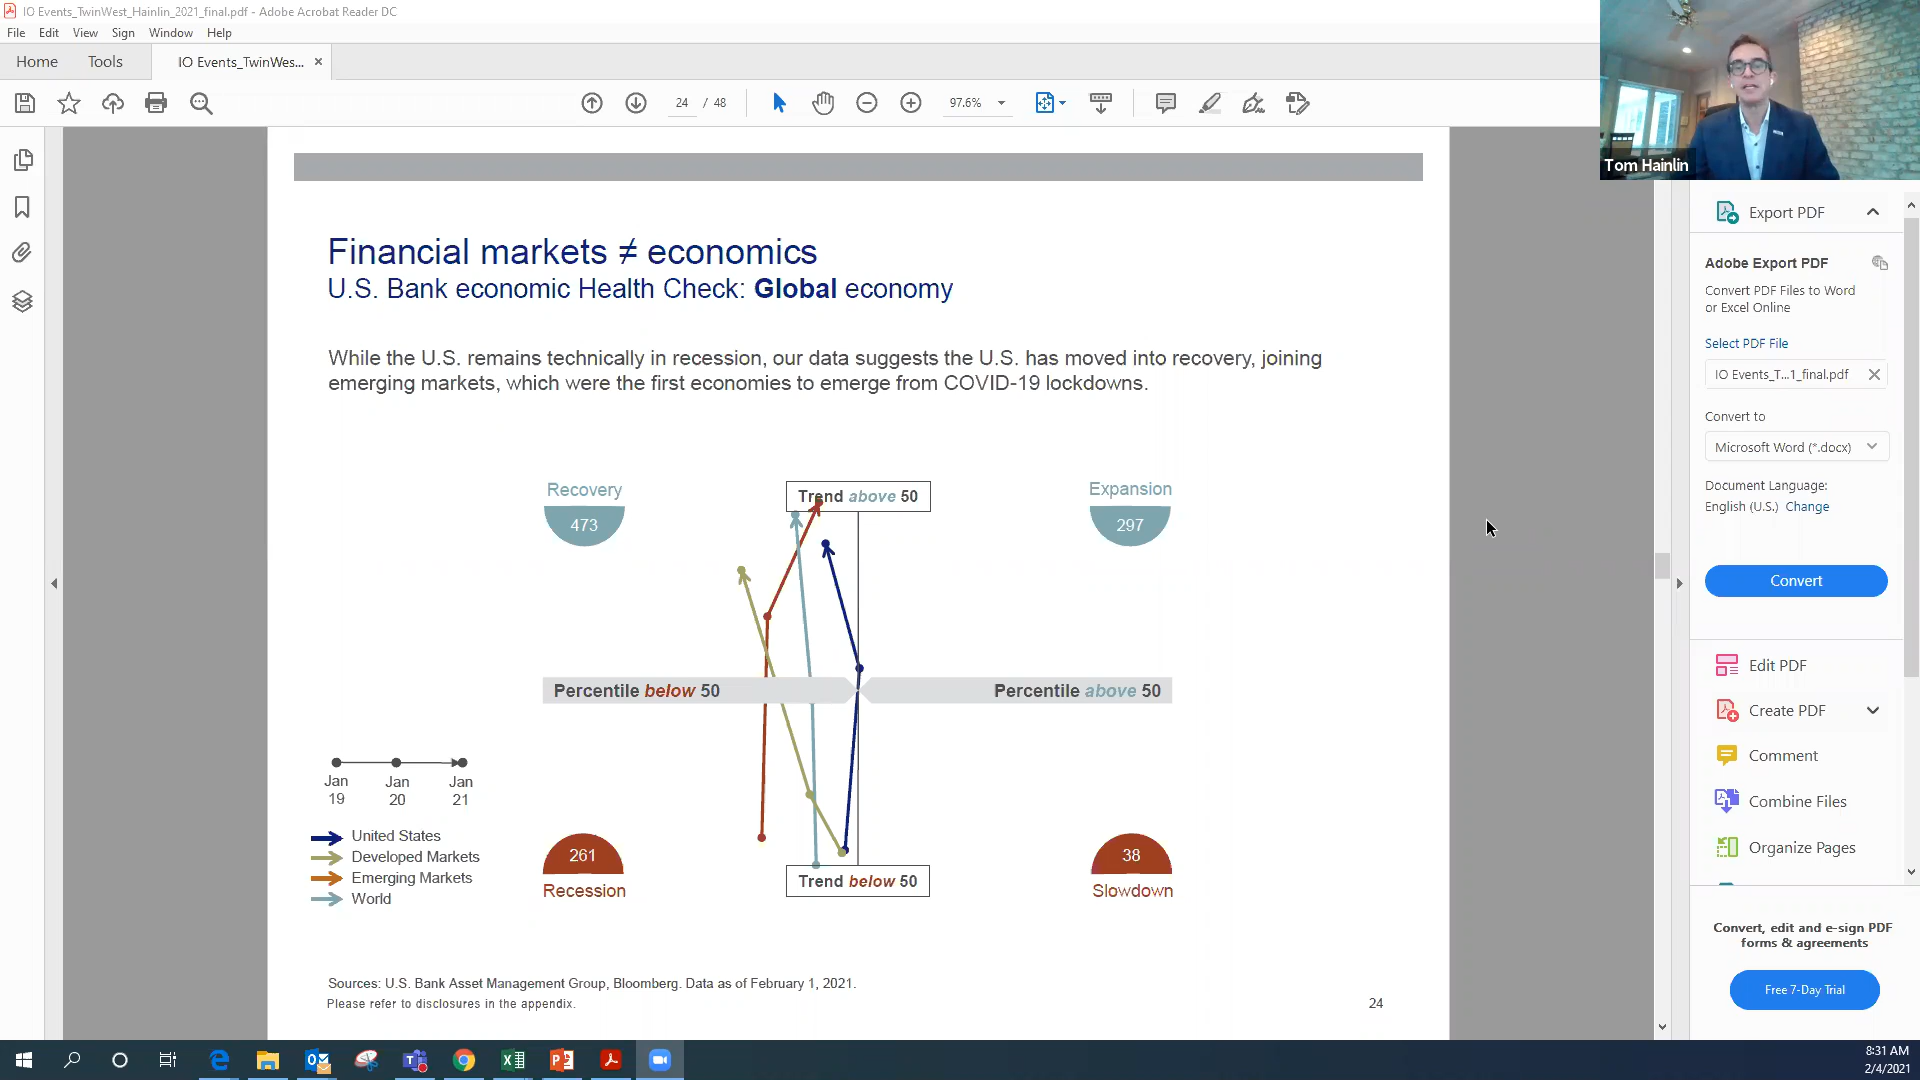 IO Events_TwinWest_Hainlin_2021_final.pdf - Adobe Acrobat Reader DC
File Edit View Sign Window Help
Home Tools IO Events_TwinWes... ×
24 / 48 97.6%
Tom Hainlin
Financial markets ≠ economics
U.S. Bank economic Health Check: Global economy
While the U.S. remains technically in recession, our data suggests the U.S. has moved into recovery, joining
emerging markets, which were the first economies to emerge from COVID-19 lockdowns.
Recovery
473
Trend above 50
Expansion
297
Percentile below 50
Percentile above 50
Jan 19
Jan 20
Jan 21
United States
Developed Markets
Emerging Markets
World
261
Recession
Trend below 50
38
Slowdown
Sources: U.S. Bank Asset Management Group, Bloomberg. Data as of February 1, 2021.
Please refer to disclosures in the appendix.
24
Export PDF
Adobe Export PDF
Convert PDF Files to Word
or Excel Online
Select PDF File
IO Events_T...1_final.pdf
Convert to
Microsoft Word (*.docx)
Document Language:
English (U.S.) Change
Convert
Edit PDF
Create PDF
Comment
Combine Files
Organize Pages
Convert, edit and e-sign PDF
forms & agreements
Free 7-Day Trial
8:31 AM
2/4/2021